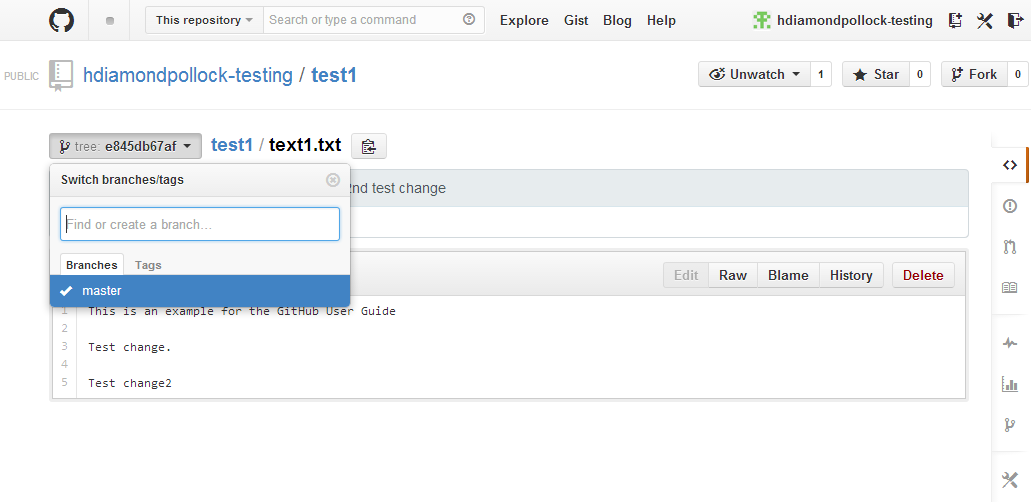 This repository Search or type a command Explore Gist Blog Help hdiamondpollock-testing
PUBLIC hdiamondpollock-testing / test1 Unwatch 1 Star 0 Fork 0
tree: e845db67af test1 / text1.txt
Switch branches/tags
2nd test change
Find or create a branch...
Branches Tags
Edit Raw Blame History Delete
master
1 This is an example for the GitHub User Guide
2
3 Test change.
4
5 Test change2